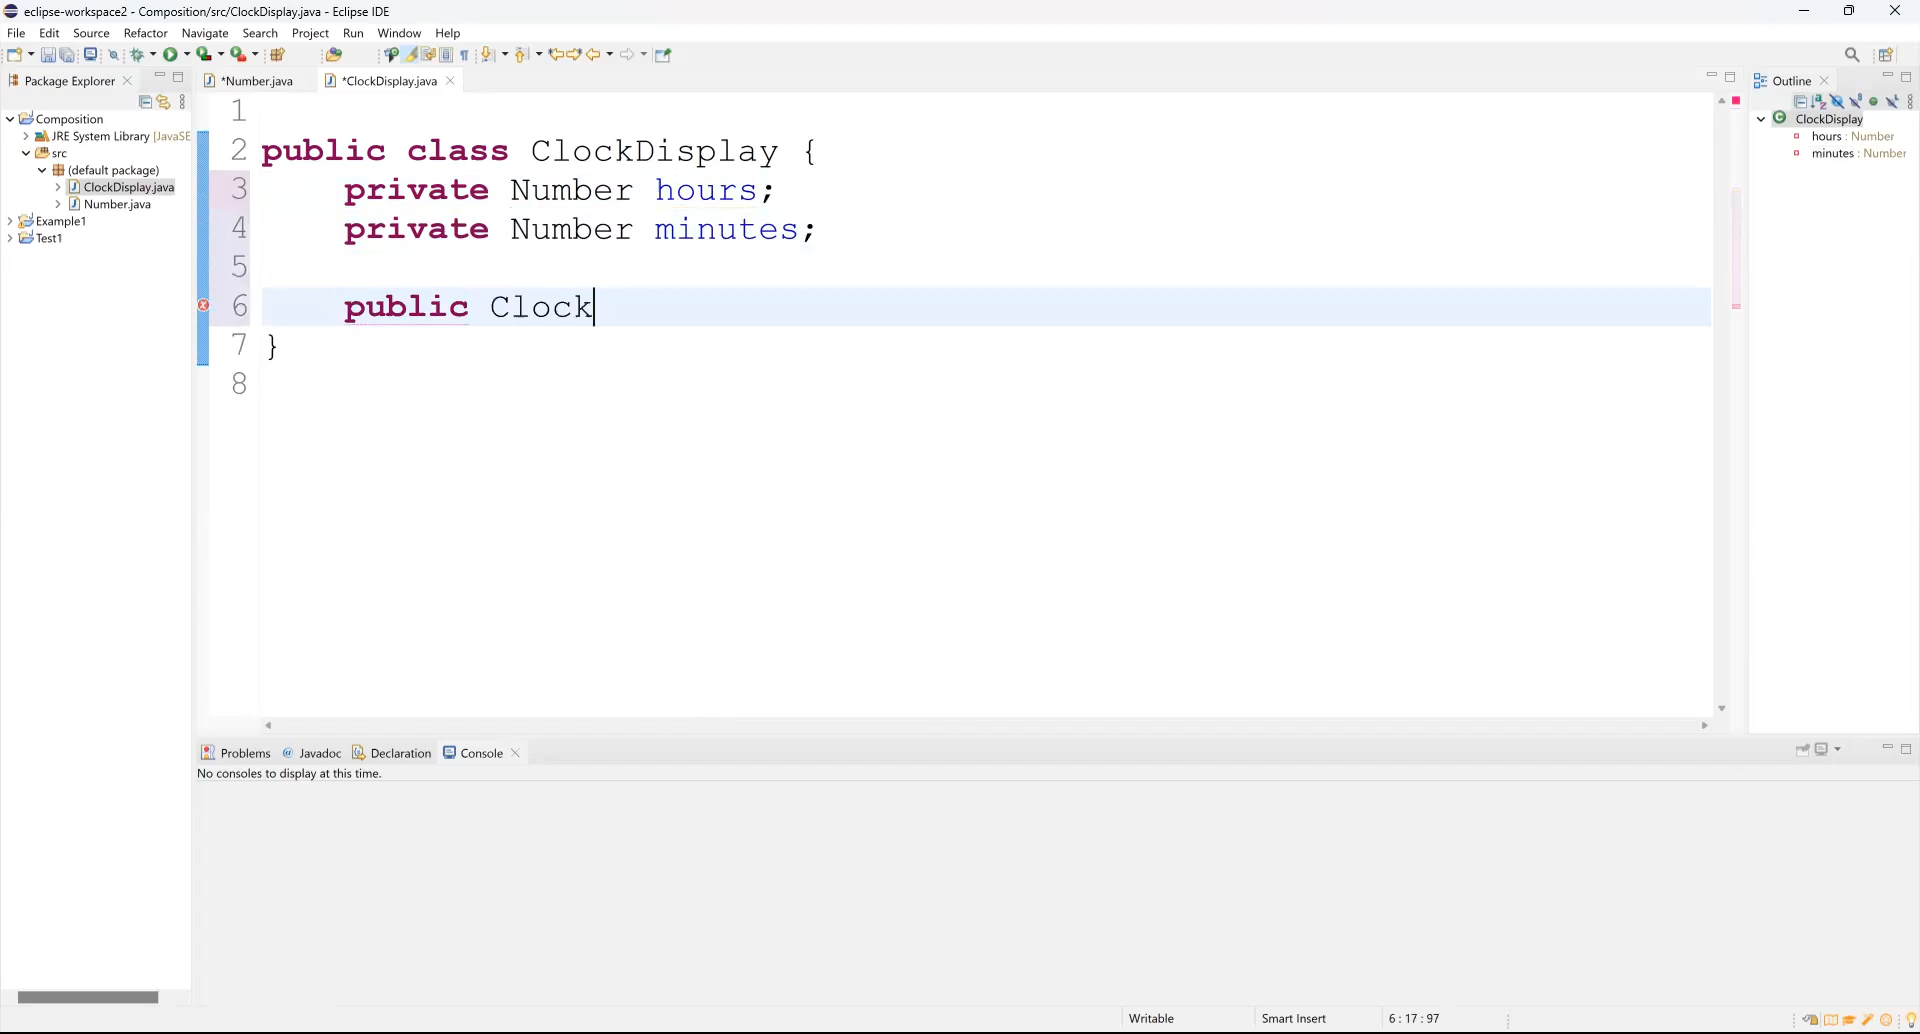 eclipse-workspace2 - Composition/src/ClockDisplay.java - Eclipse IDE
File Edit Source Refactor Navigate Search Project Run Window Help
Package Explorer
*Number.java *ClockDisplay.java
Outline
Composition
JRE System Library [JavaSE
src
(default package)
ClockDisplay.java
Number.java
Example1
Test1
1
2 public class ClockDisplay {
3 private Number hours;
4 private Number minutes;
5
6 public Clock
7 }
8
ClockDisplay
hours : Number
minutes : Number
Problems @ Javadoc Declaration Console
No consoles to display at this time.
Writable Smart Insert 6 : 17 : 97